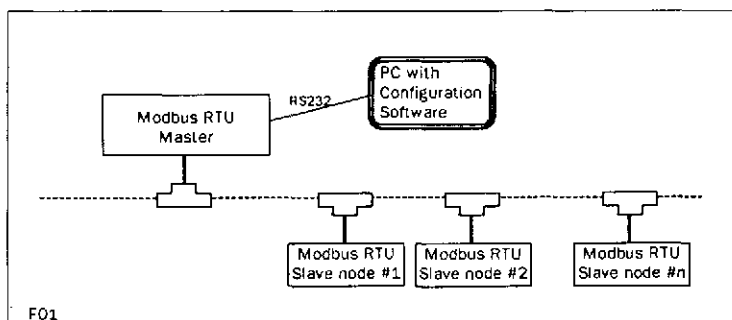 PC with
Configuration
Software
RS232
Modbus RTU
Master
Modbus RTU
Slave node #1
Modbus RTU
Slave node #2
Modbus RTU
Slave node #n
F01